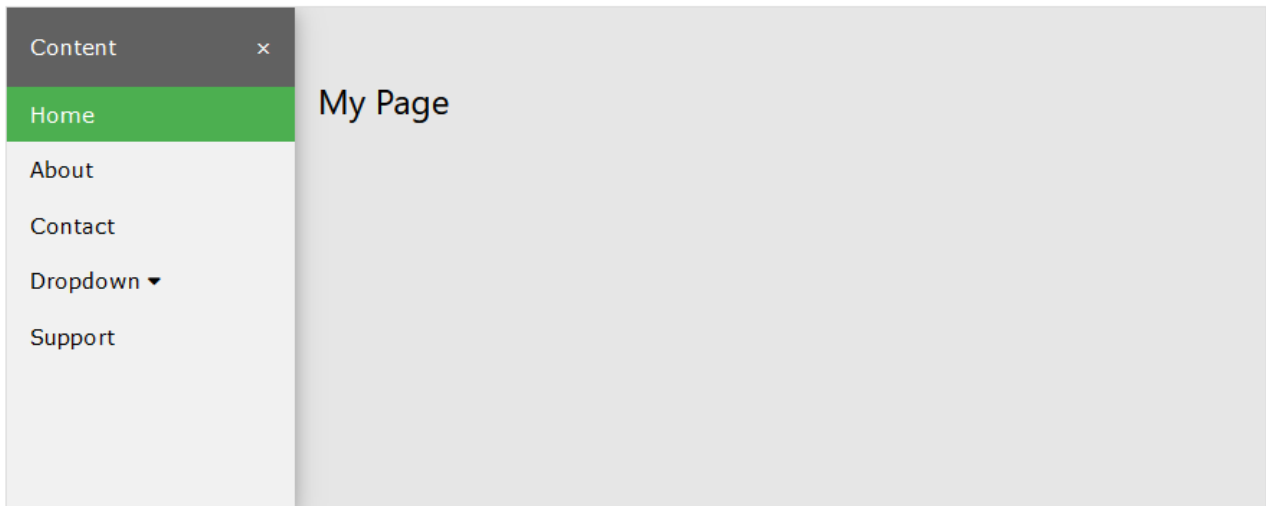 Content ×
Home
My Page
About
Contact
Dropdown
Support